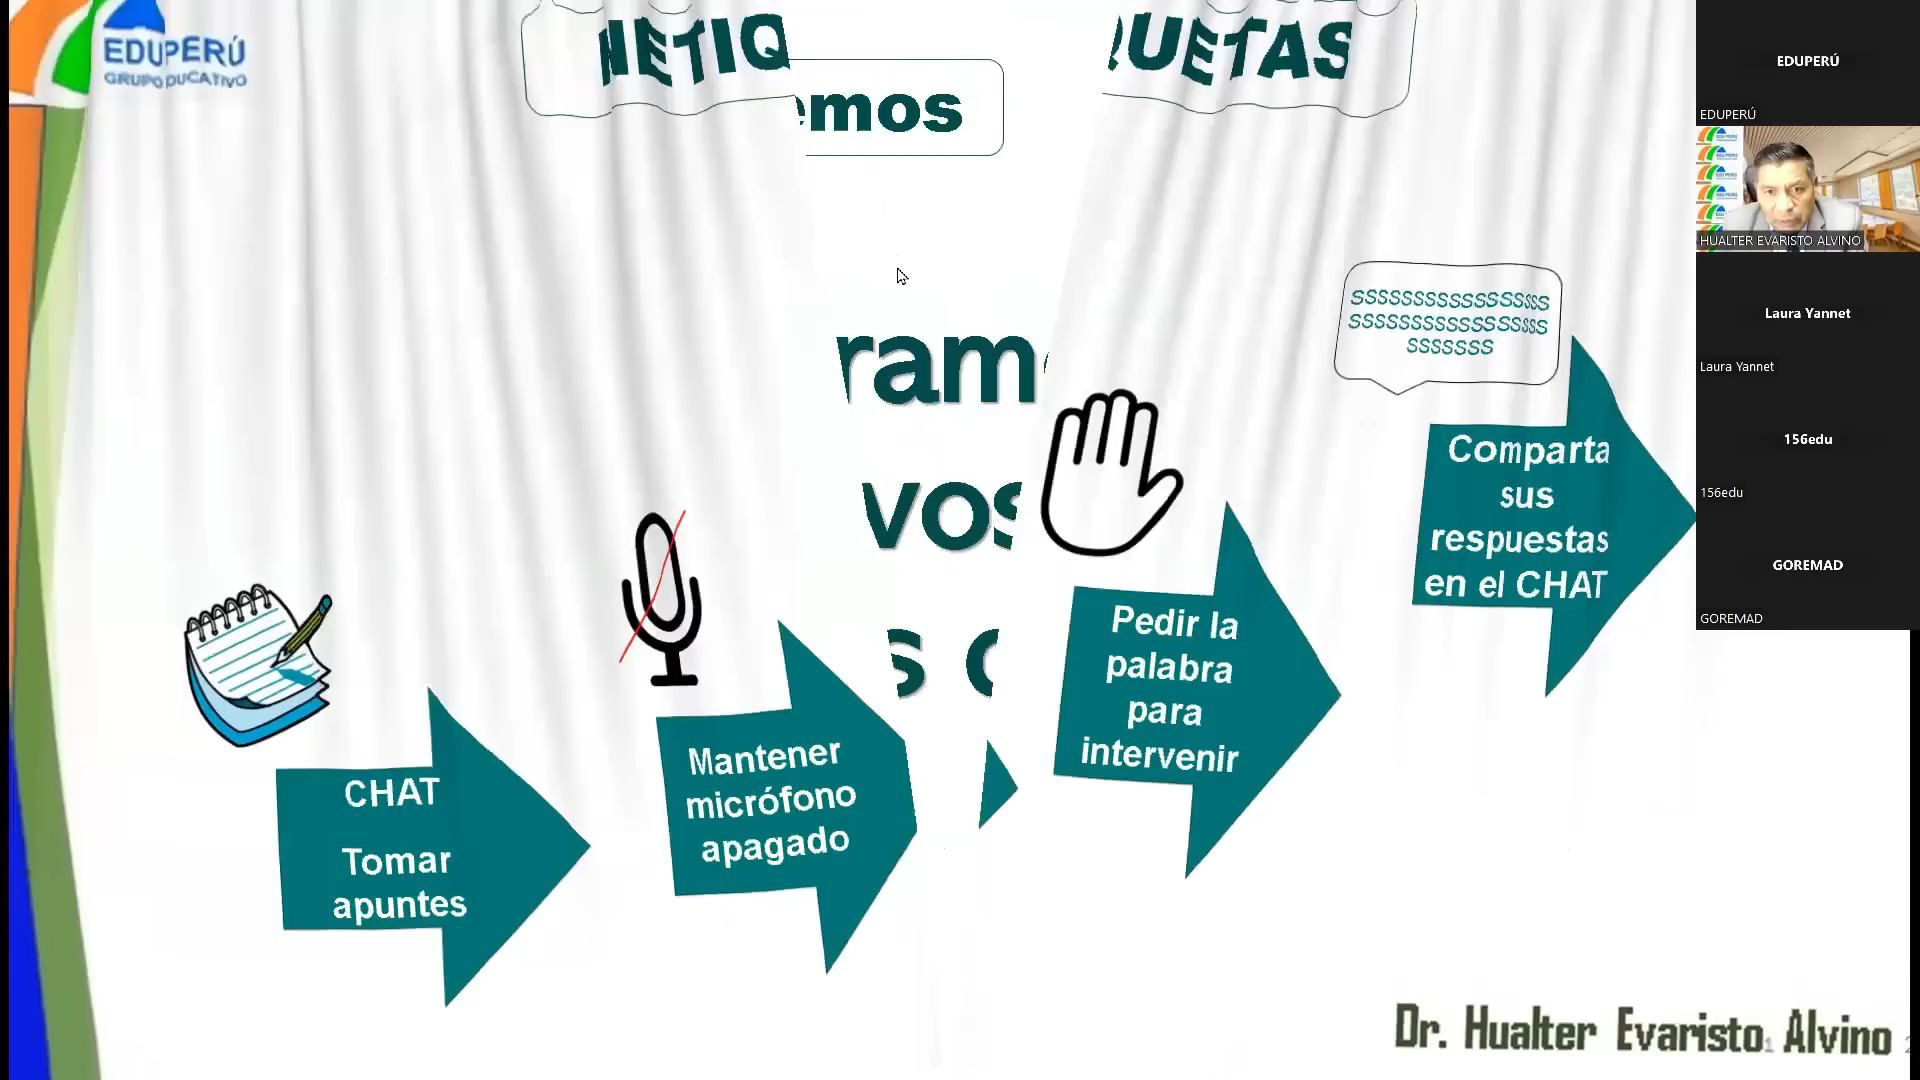 EDUPERÚ
GRUPO DUCATIVO
NETIQ
UETAS
emos
ram
vos
s
SSSSSSSSSSSSSSSS
SSSSSSSSSSSSSSSS
SSSSSSS
Comparta
sus
respuestas
en el CHAT
Pedir la
palabra
para
intervenir
Mantener
micrófono
apagado
CHAT
Tomar
apuntes
Dr. Hualter Evaristo Alvino
EDUPERÚ
EDUPERÚ
HUALTER EVARISTO ALVINO
Laura Yannet
Laura Yannet
156edu
156edu
GOREMAD
GOREMAD